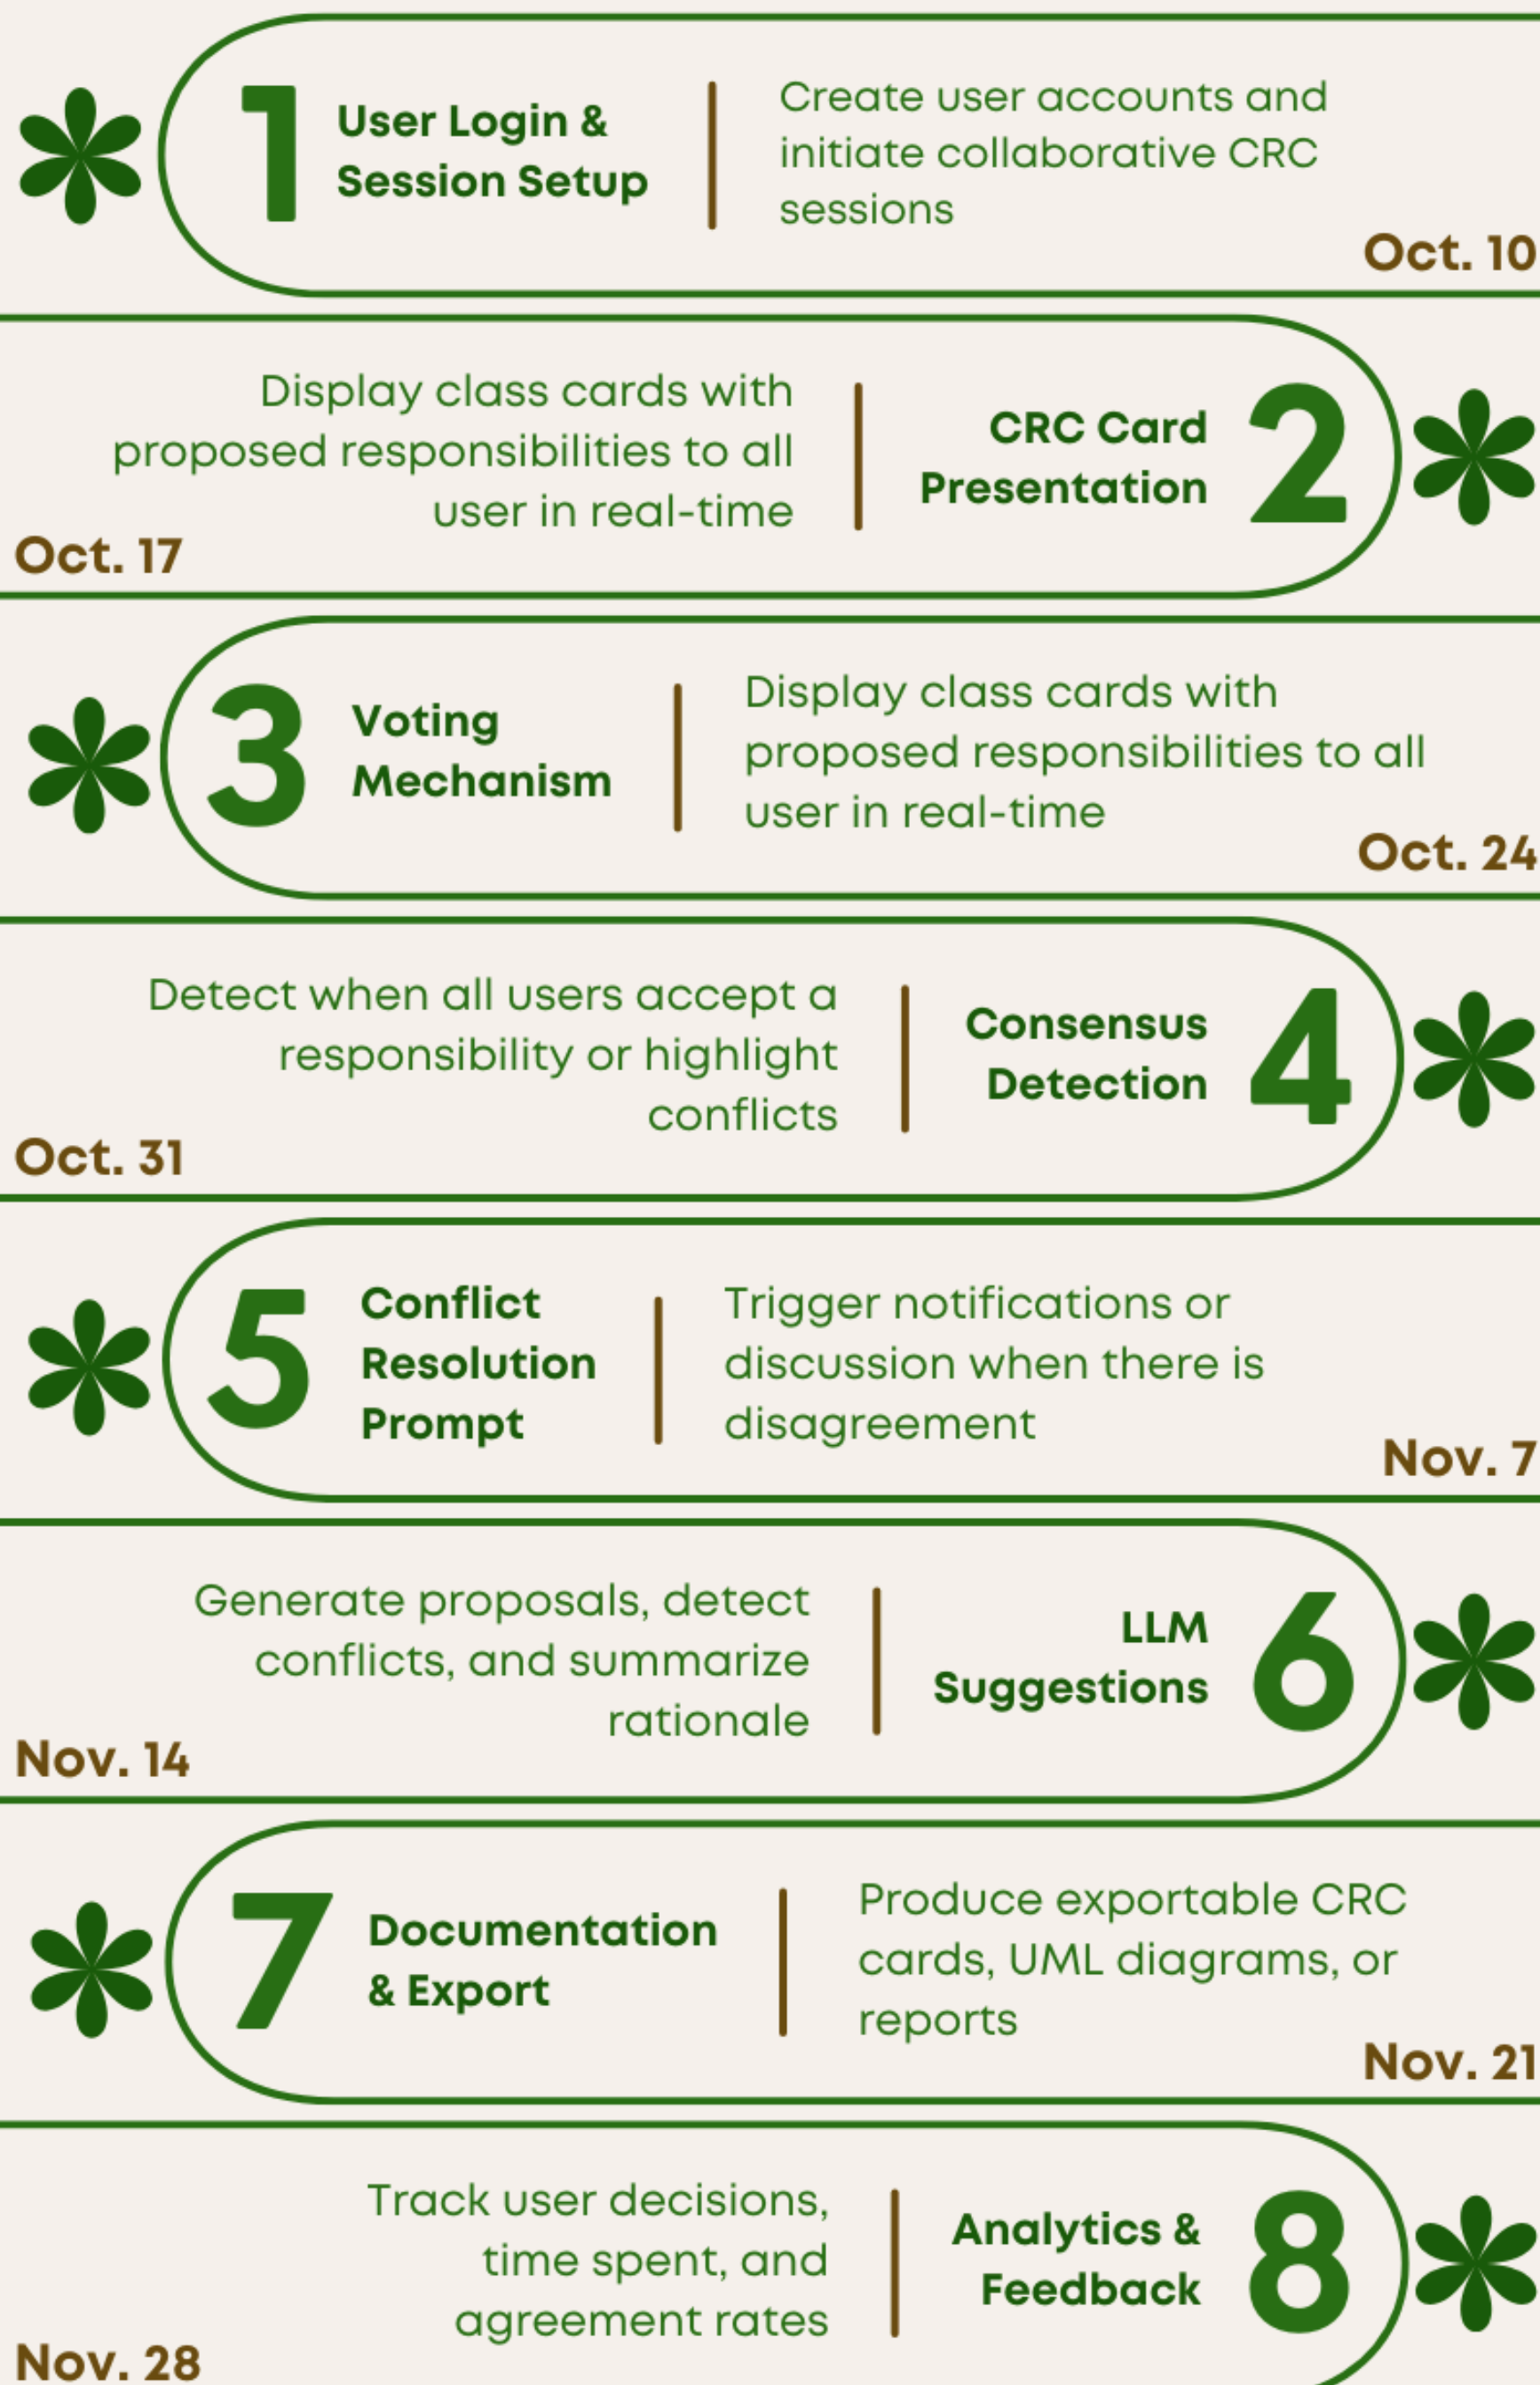 1
User Login &
Session Setup
Create user accounts and
initiate collaborative CRC
sessions
Oct. 10
Display class cards with
proposed responsibilities to all
user in real-time
CRC Card
Presentation
2
Oct. 17
3
Voting
Mechanism
Display class cards with
proposed responsibilities to all
user in real-time
Oct. 24
Detect when all users accept a
responsibility or highlight
conflicts
Consensus
Detection
4
Oct. 31
5
Conflict
Resolution
Prompt
Trigger notifications or
discussion when there is
disagreement
Nov. 7
Generate proposals, detect
conflicts, and summarize
rationale
LLM
Suggestions
6
Nov. 14
7
Documentation
& Export
Produce exportable CRC
cards, UML diagrams, or
reports
Nov. 21
Track user decisions,
time spent, and
agreement rates
Analytics &
Feedback
8
Nov. 28